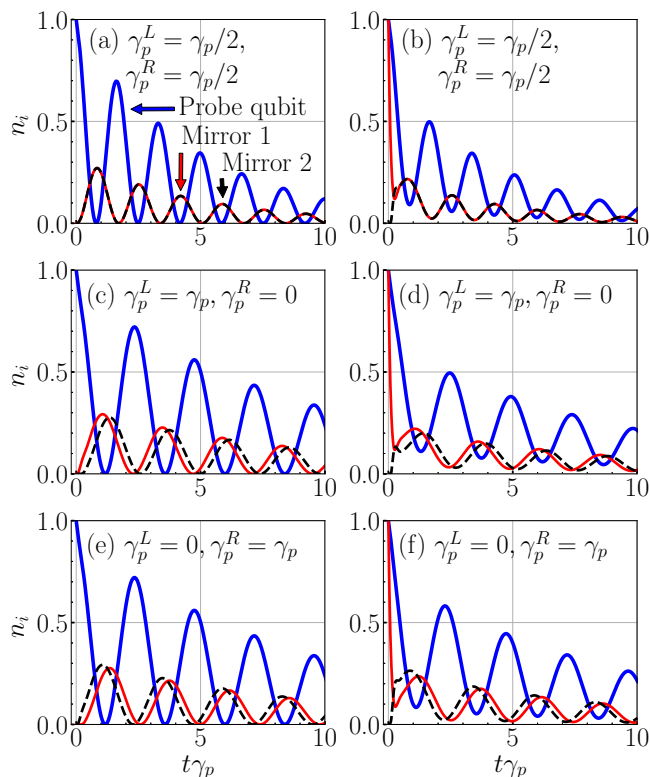 (a) γ_p^L = γ_p/2,
γ_p^R = γ_p/2
Probe qubit
Mirror 1
Mirror 2
n_i
1.0
0.5
0.0
0 5 10
(b) γ_p^L = γ_p/2,
γ_p^R = γ_p/2
1.0
0.5
0.0
0 5 10
(c) γ_p^L = γ_p, γ_p^R = 0
n_i
1.0
0.5
0.0
0 5 10
(d) γ_p^L = γ_p, γ_p^R = 0
1.0
0.5
0.0
0 5 10
(e) γ_p^L = 0, γ_p^R = γ_p
n_i
1.0
0.5
0.0
0 5 10
tγ_p
(f) γ_p^L = 0, γ_p^R = γ_p
1.0
0.5
0.0
0 5 10
tγ_p